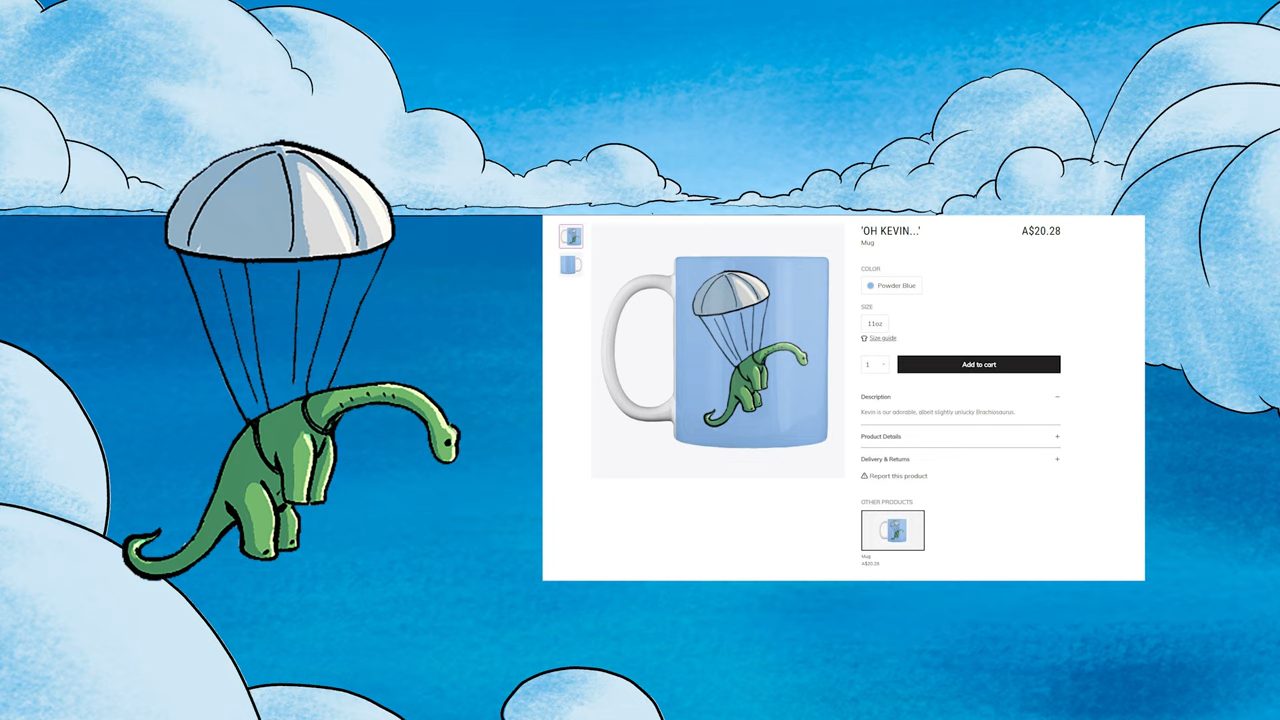 'OH KEVIN...' A$20.28
Mug
COLOR
Powder Blue
SIZE
11oz
Size guide
1 Add to cart
Description
Kevin is our adorable, albeit slightly unlucky Brachiosaurus.
Product Details
Delivery & Returns
Report this product
OTHER PRODUCTS
Mug
A$20.28